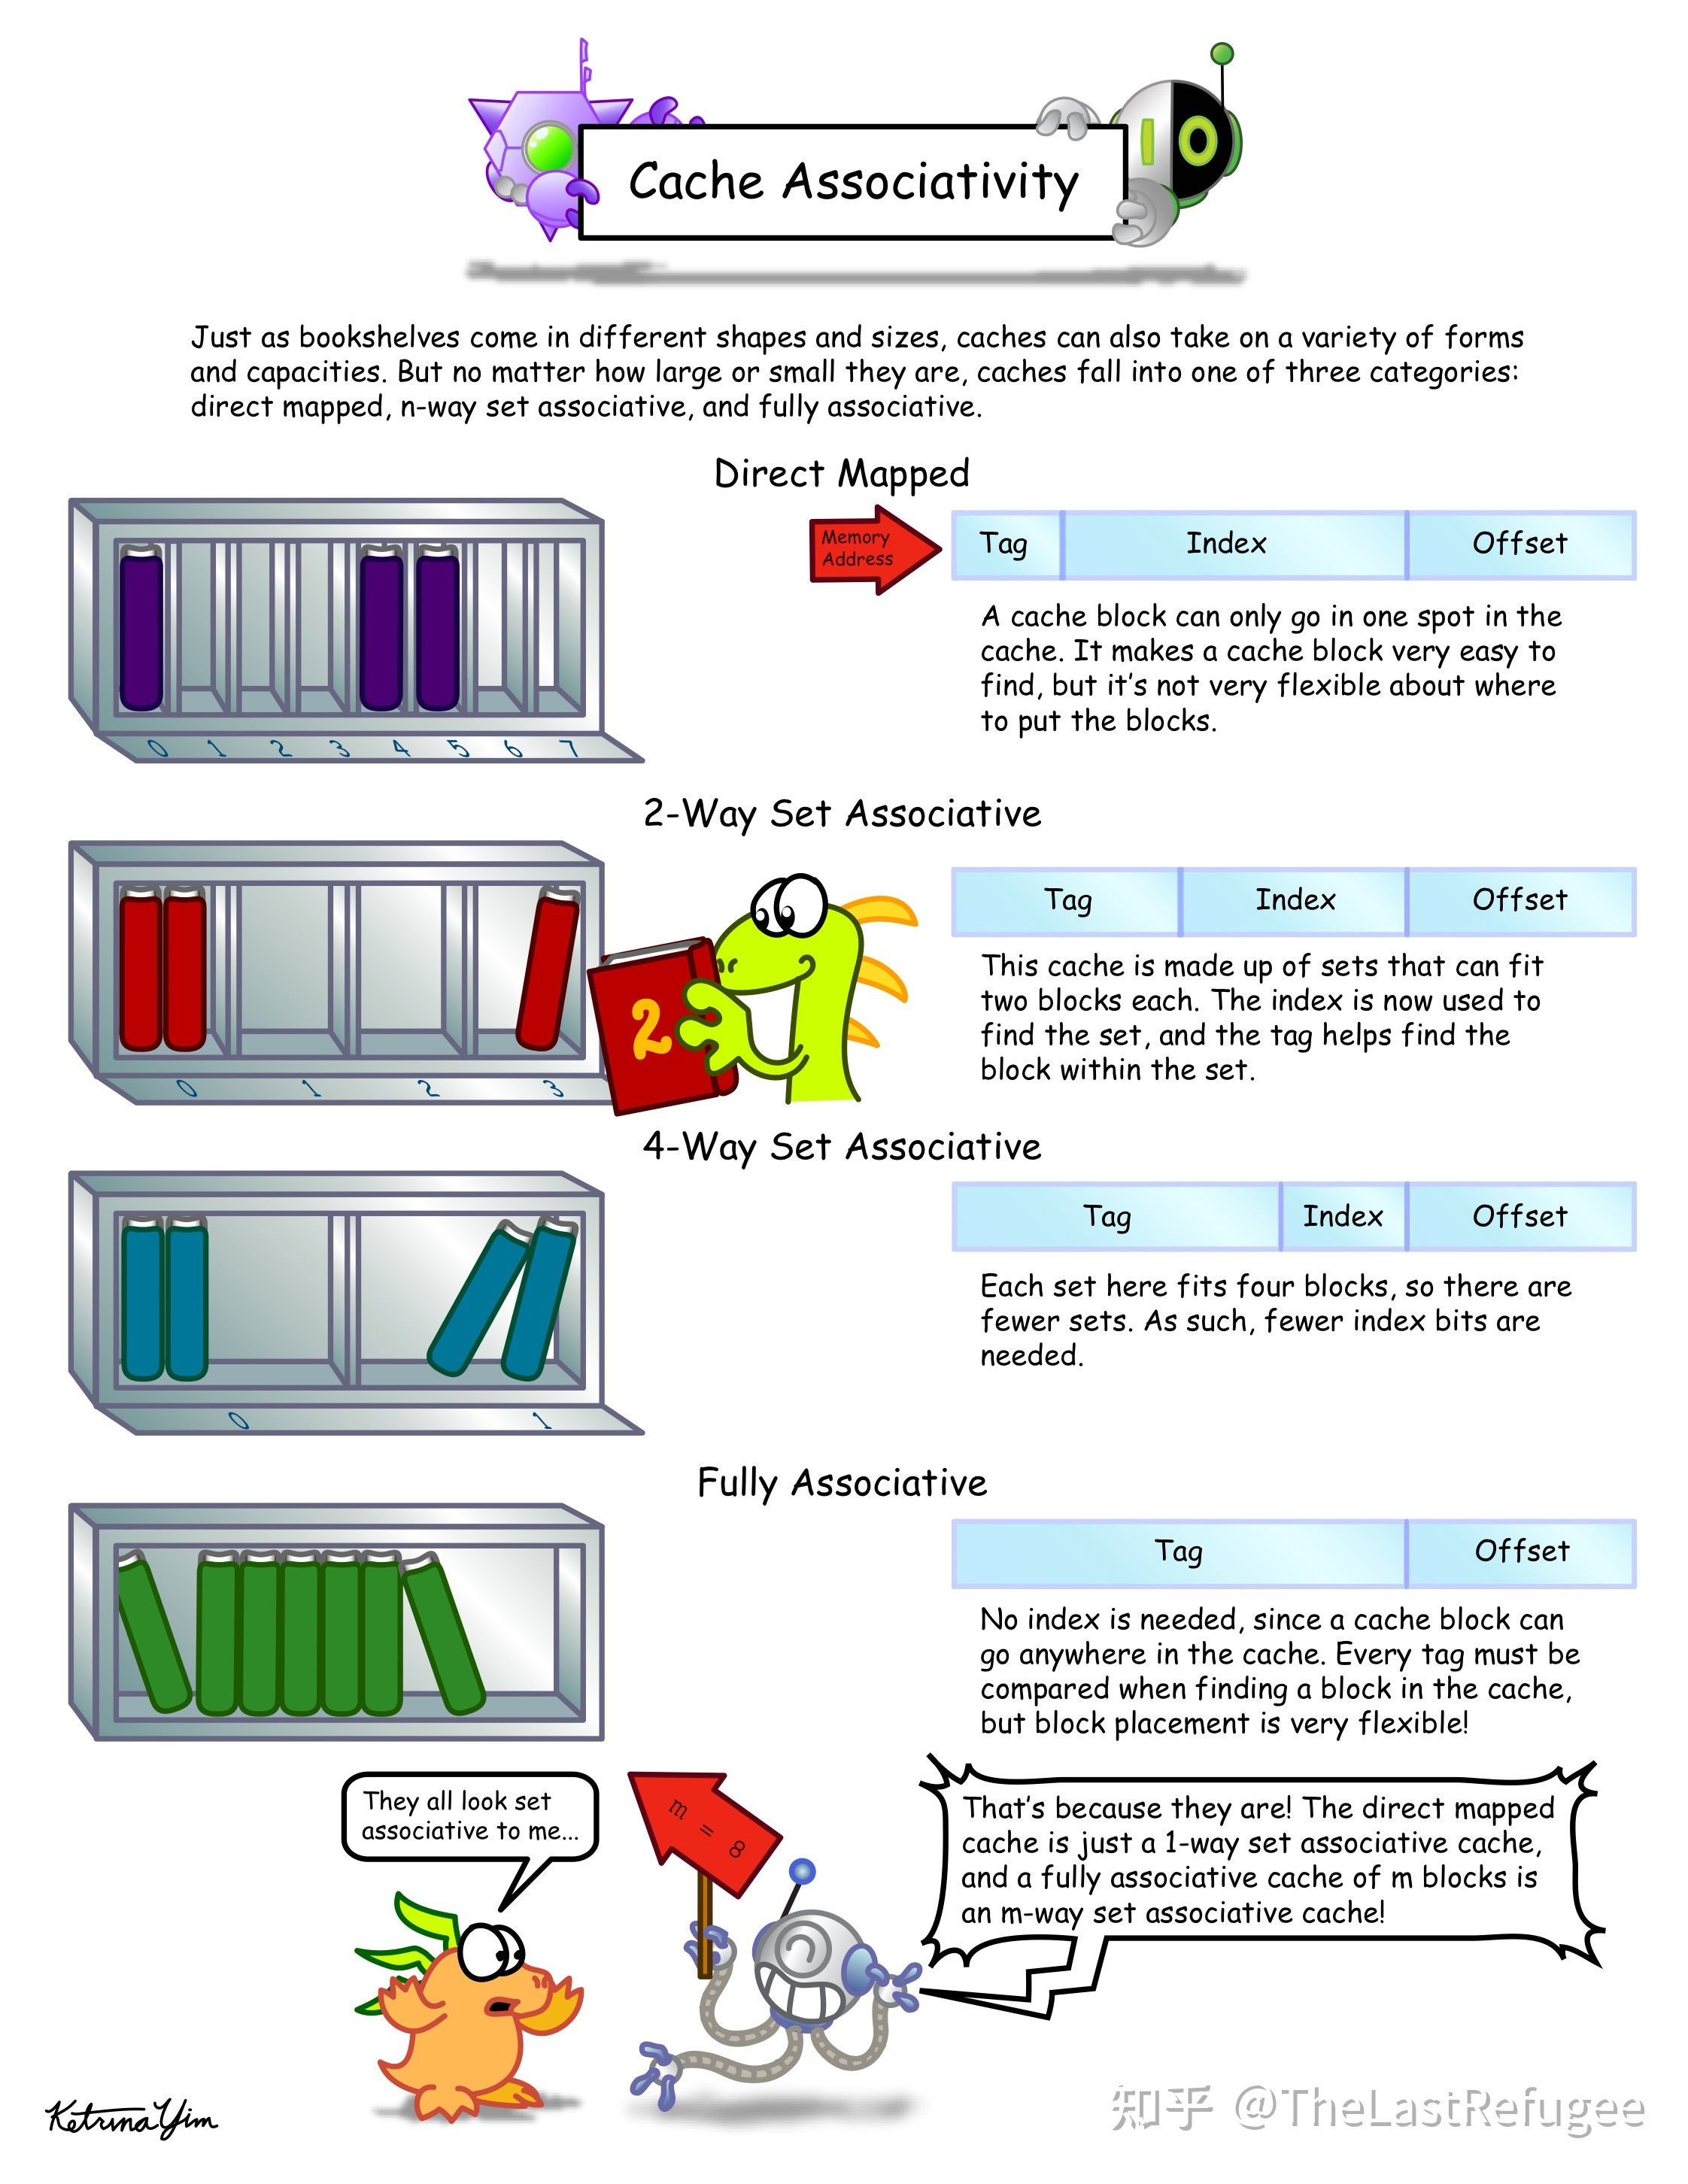 Cache Associativity
Just as bookshelves come in different shapes and sizes, caches can also take on a variety of forms
and capacities. But no matter how large or small they are, caches fall into one of three categories:
direct mapped, n-way set associative, and fully associative.
Direct Mapped
Memory
Address
Tag Index Offset
A cache block can only go in one spot in the
cache. It makes a cache block very easy to
find, but it's not very flexible about where
to put the blocks.
0 1 2 3 4 5 6 7
2-Way Set Associative
Tag Index Offset
2
This cache is made up of sets that can fit
two blocks each. The index is now used to
find the set, and the tag helps find the
block within the set.
0 1 2 3
4-Way Set Associative
Tag Index Offset
Each set here fits four blocks, so there are
fewer sets. As such, fewer index bits are
needed.
0 1
Fully Associative
Tag Offset
No index is needed, since a cache block can
go anywhere in the cache. Every tag must be
compared when finding a block in the cache,
but block placement is very flexible!
They all look set
associative to me...
m = 8
That's because they are! The direct mapped
cache is just a 1-way set associative cache,
and a fully associative cache of m blocks is
an m-way set associative cache!
Ketrina Yim
知乎 @TheLastRefugee